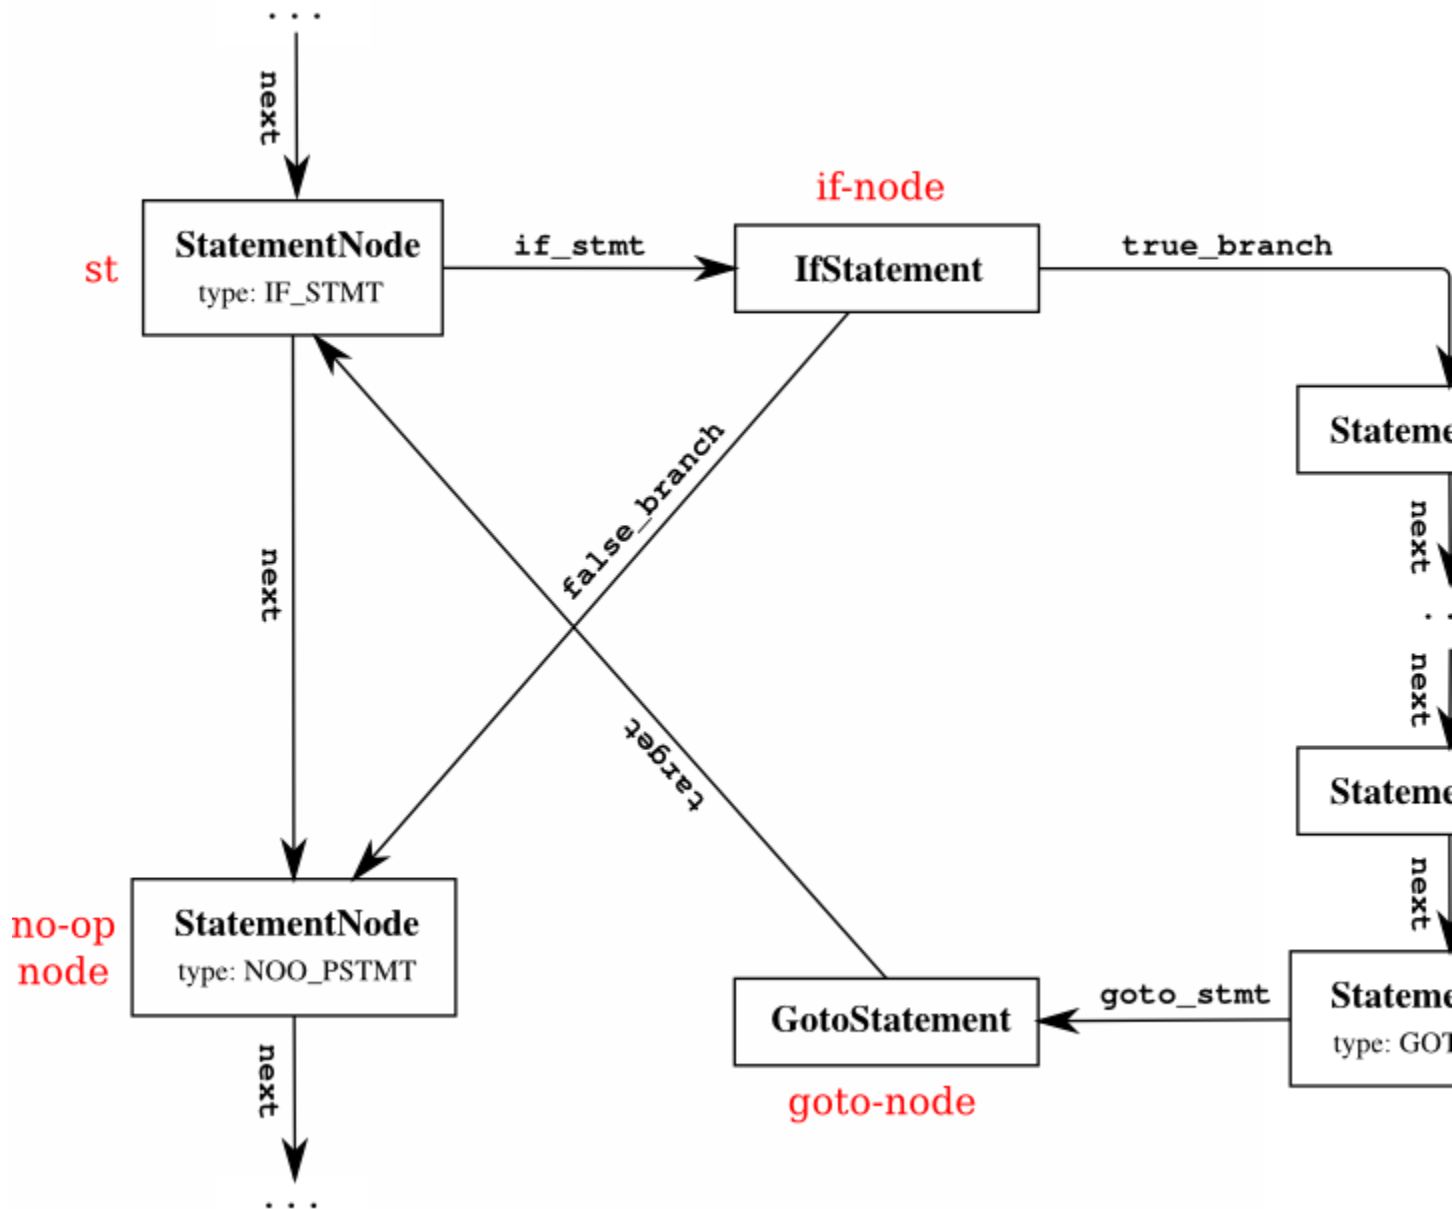 ...
next
if-node
StatementNode
type: IF_STMT
st
if_stmt
IfStatement
true_branch
false_branch
next
next
target
next
next
no-op
node
StatementNode
type: NOO_PSTMT
goto_stmt
GotoStatement
goto-node
next
...